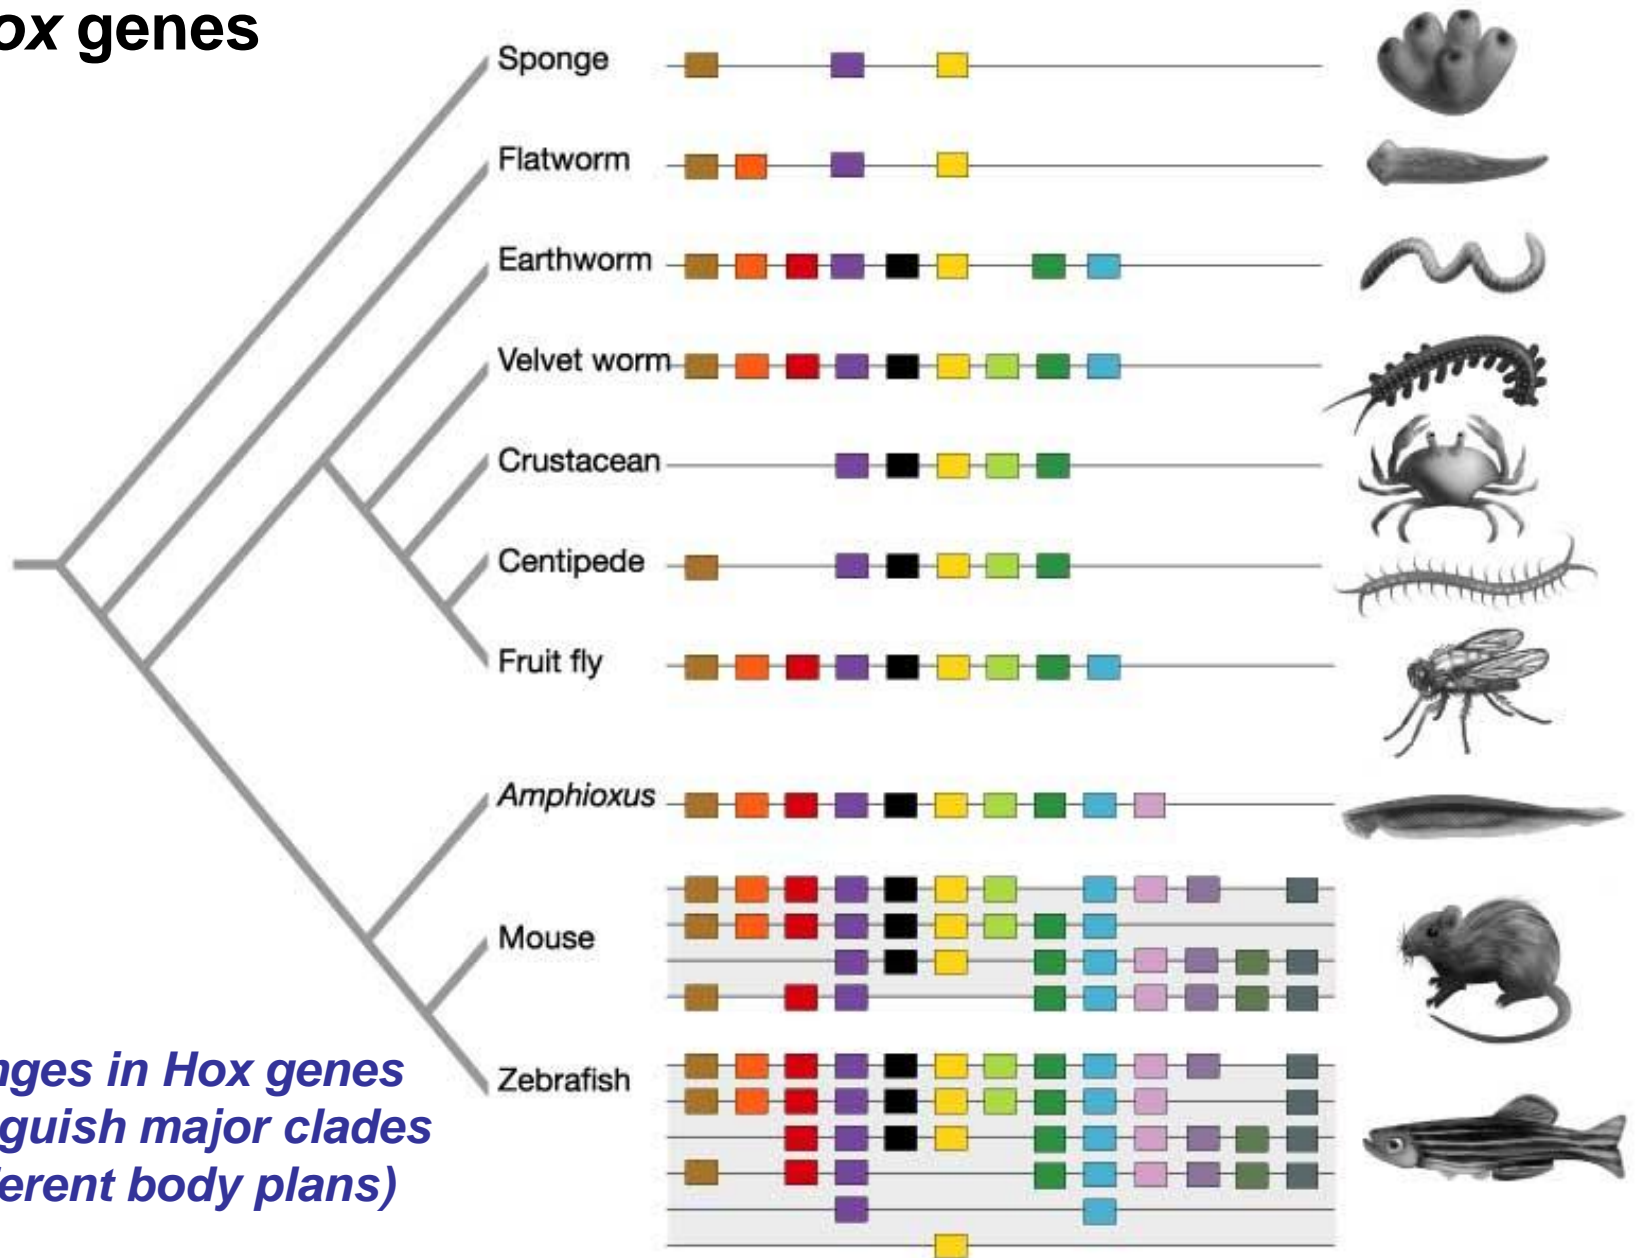 ox genes
Sponge
Flatworm
Earthworm
Velvet worm
Crustacean
Centipede
Fruit fly
Amphioxus
Mouse
Zebrafish
nges in Hox genes
guish major clades
erent body plans)